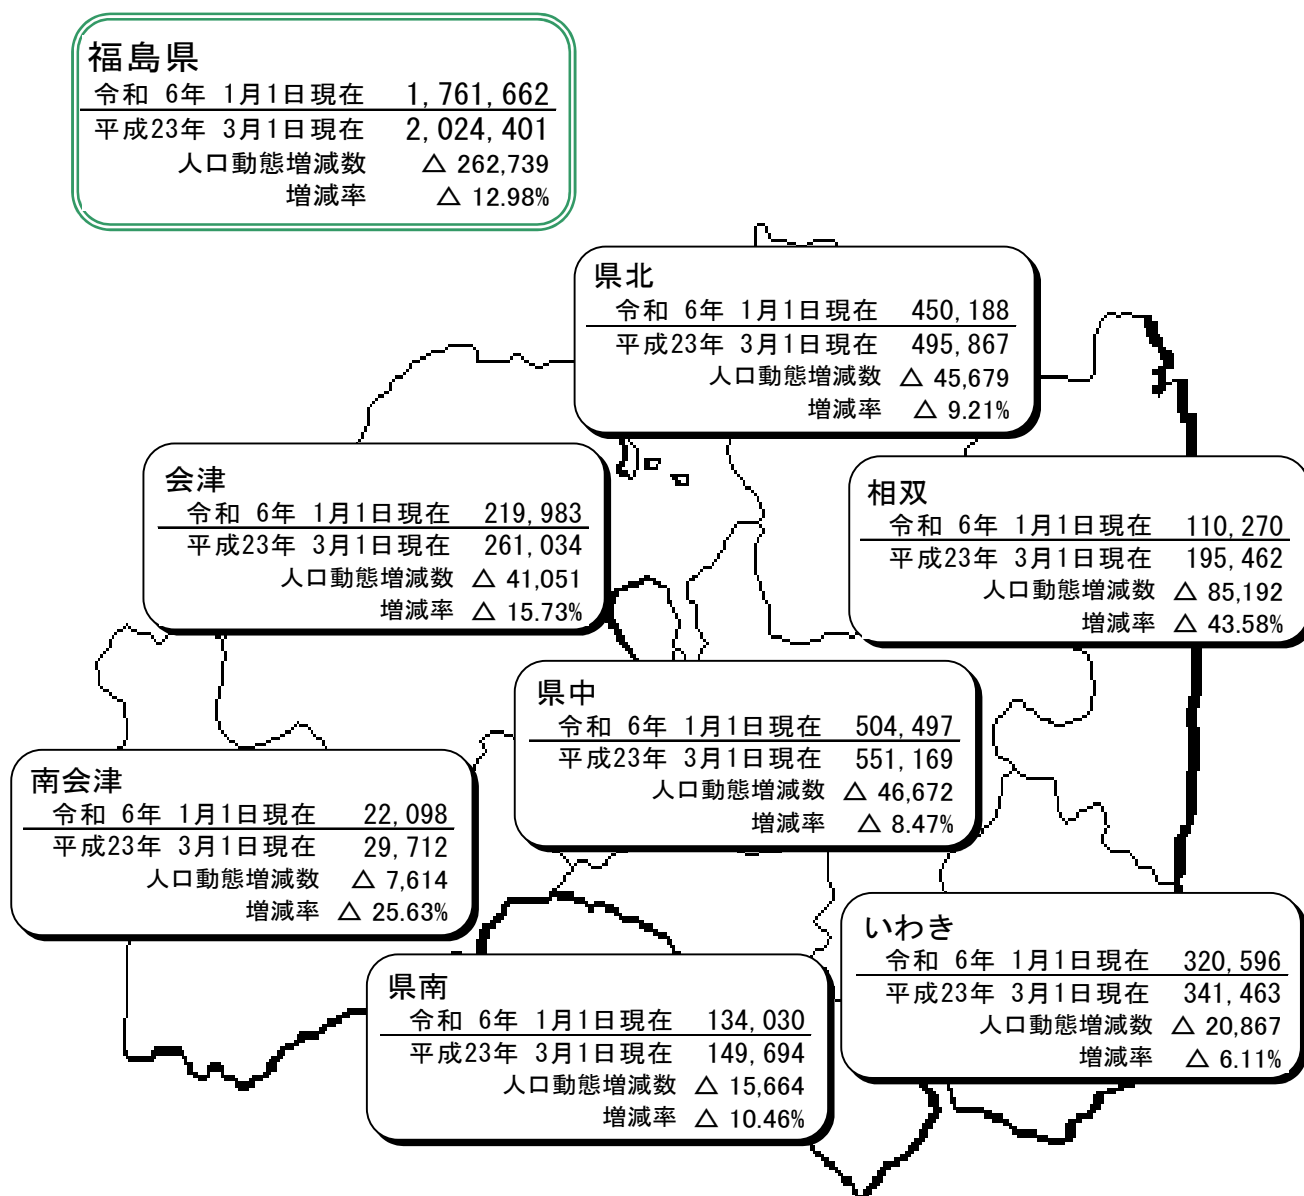 福島県
令和 6年 1月1日現在 1,761,662
平成23年 3月1日現在 2,024,401
人口動態増減数 △ 262,739
増減率 △ 12.98%
県北
令和 6年 1月1日現在 450,188
平成23年 3月1日現在 495,867
人口動態増減数 △ 45,679
増減率 △ 9.21%
会津
令和 6年 1月1日現在 219,983
平成23年 3月1日現在 261,034
人口動態増減数 △ 41,051
増減率 △ 15.73%
相双
令和 6年 1月1日現在 110,270
平成23年 3月1日現在 195,462
人口動態増減数 △ 85,192
増減率 △ 43.58%
県中
令和 6年 1月1日現在 504,497
平成23年 3月1日現在 551,169
人口動態増減数 △ 46,672
増減率 △ 8.47%
南会津
令和 6年 1月1日現在 22,098
平成23年 3月1日現在 29,712
人口動態増減数 △ 7,614
増減率 △ 25.63%
いわき
令和 6年 1月1日現在 320,596
平成23年 3月1日現在 341,463
人口動態増減数 △ 20,867
増減率 △ 6.11%
県南
令和 6年 1月1日現在 134,030
平成23年 3月1日現在 149,694
人口動態増減数 △ 15,664
増減率 △ 10.46%